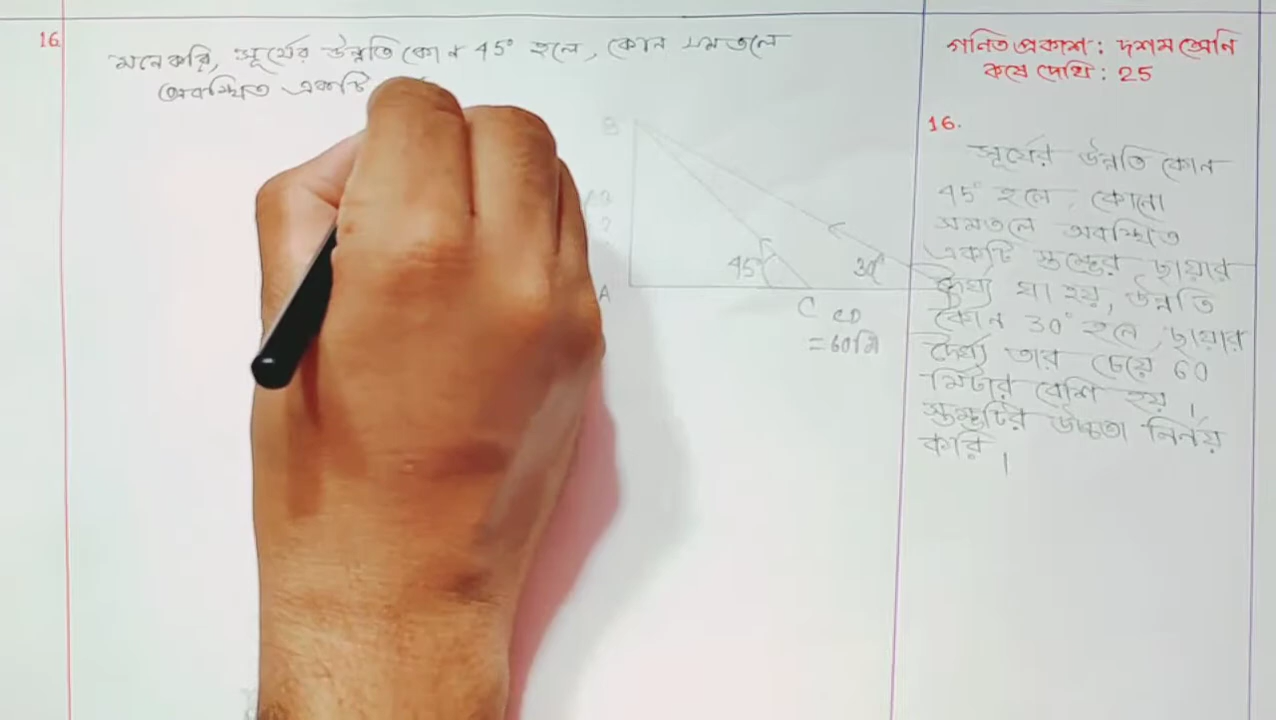 16
মনেকরি, সূর্যের উন্নতি কোন 45° হলে, কোন সমতলে
অবস্থিত একটি
B
45°
30°
A
C CD
= 60মি
গনিত প্রকাশ : দশম শ্রেনি
কষে দেখি : 25
16.
সূর্যের উন্নতি কোন
45° হলে, কোনো
সমতলে অবস্থিত
একটি স্তম্ভের ছায়ার
দৈর্ঘ্য যা হয়, উন্নতি
কোন 30° হলে, ছায়ার
দৈর্ঘ্য তার চেয়ে 60
মিটার বেশি হয় ।
স্তম্ভটির উচ্চতা নির্নয়
করি ।